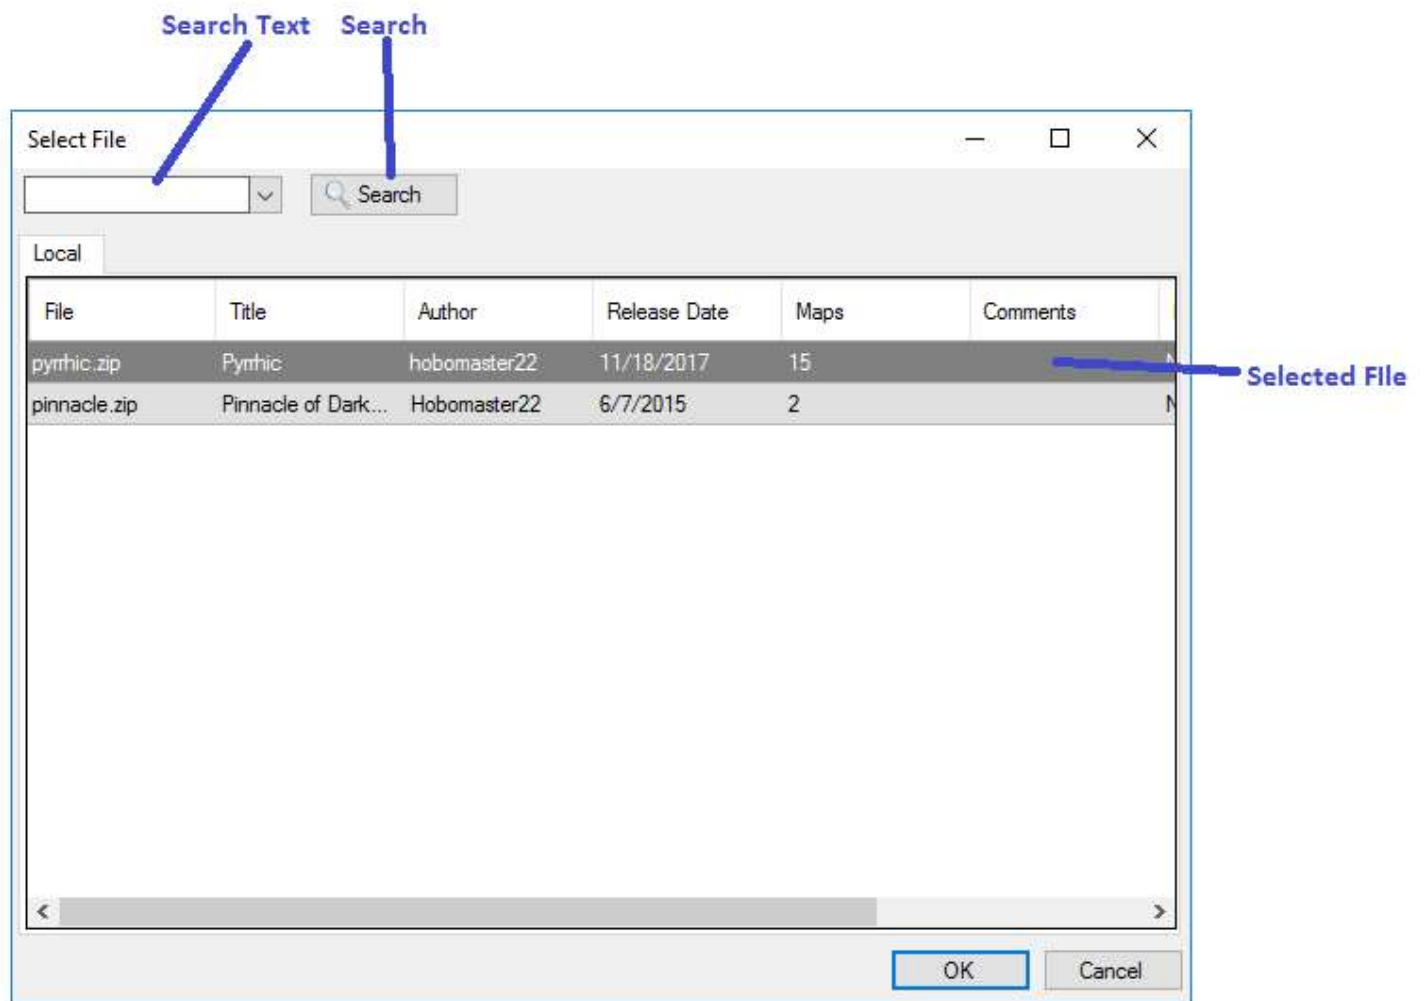 Search Text Search
Select File
Search
Local
File Title Author Release Date Maps Comments
pyrrhic.zip Pyrrhic hobomaster22 11/18/2017 15
Selected FIle
pinnacle.zip Pinnacle of Dark... Hobomaster22 6/7/2015 2 N
OK Cancel